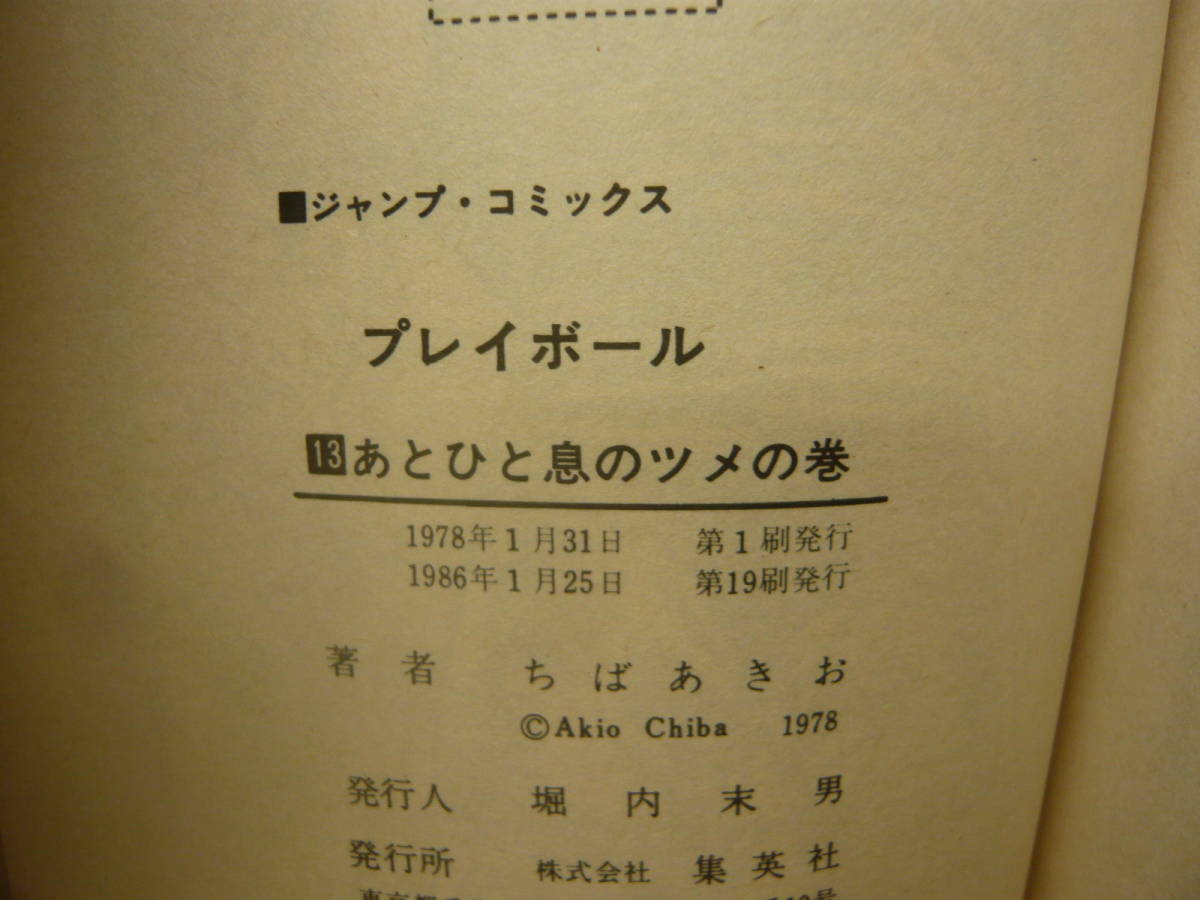 ■ジャンプ・コミックス
プレイボール
13あとひと息のツメの巻
1978年1月31日 第1刷発行
1986年1月25日 第19刷発行
著者 ちばあきお
©Akio Chiba 1978
発行人 堀内末男
発行所 株式会社 集英社